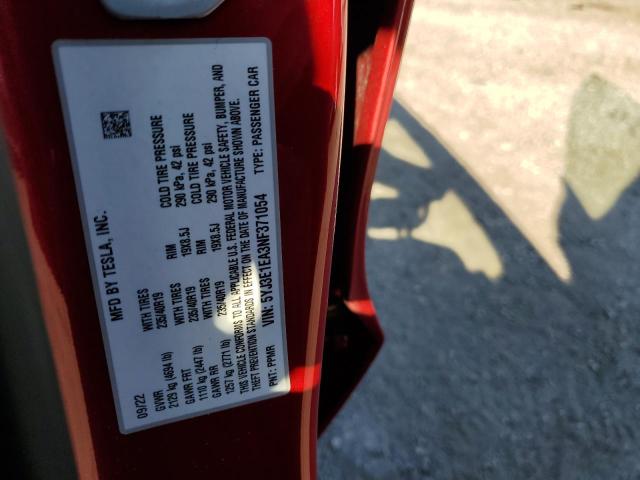 MFD BY TESLA, INC.
09/22
GVWR WITH TIRES RIM COLD TIRE PRESSURE
2129 kg (4694 lb) 235/40R19 19X8.5J 290 kPa, 42 psi
GAWR FRT WITH TIRES RIM COLD TIRE PRESSURE
1110 kg (2447 lb) 235/40R19 19X8.5J 290 kPa, 42 psi
GAWR RR WITH TIRES
1257 kg (2771 lb) 235/40R19
THIS VEHICLE CONFORMS TO ALL APPLICABLE U.S. FEDERAL MOTOR VEHICLE SAFETY, BUMPER, AND
THEFT PREVENTION STANDARDS IN EFFECT ON THE DATE OF MANUFACTURE SHOWN ABOVE.
VIN: 5YJ3E1EA3NF371054 TYPE: PASSENGER CAR
PNT: PPMR